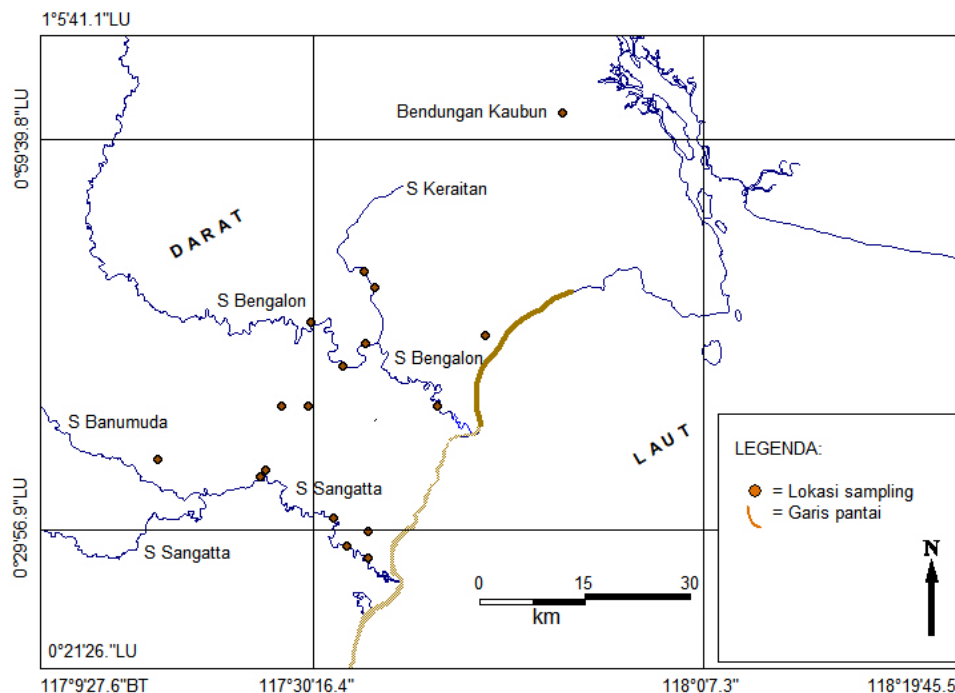 1°5'41.1"LU
0°59'39.8"LU
Bendungan Kaubun
S Keraitan
DARAT
S Bengalon
S Bengalon
S Banumuda
LAUT
S Sangatta
S Sangatta
0°29'56.9"LU
0°21'26."LU
LEGENDA:
= Lokasi sampling
= Garis pantai
N
0 15 30
km
117°9'27.6"BT 117°30'16.4" 118°07'.3" 118°19'45.5